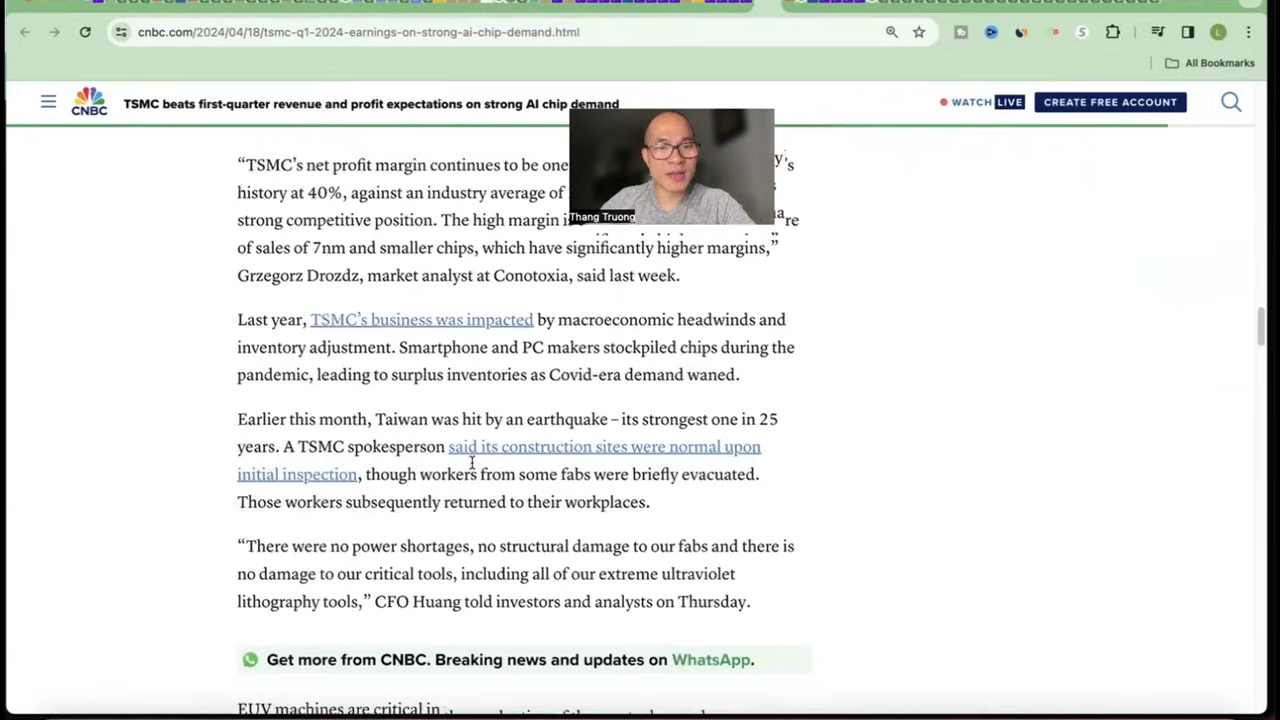 cnbc.com/2024/04/18/tsmc-q1-2024-earnings-on-strong-ai-chip-demand.html
S
L
All Bookmarks
CNBC
TSMC beats first-quarter revenue and profit expectations on strong AI chip demand
WATCH LIVE
CREATE FREE ACCOUNT
“TSMC’s net profit margin continues to be one
history at 40%, against an industry average of
strong competitive position. The high margin
of sales of 7nm and smaller chips, which have significantly higher margins,”
Grzegorz Drozdz, market analyst at Conotoxia, said last week.
Thang Truong
Last year, TSMC’s business was impacted by macroeconomic headwinds and
inventory adjustment. Smartphone and PC makers stockpiled chips during the
pandemic, leading to surplus inventories as Covid-era demand waned.
Earlier this month, Taiwan was hit by an earthquake – its strongest one in 25
years. A TSMC spokesperson said its construction sites were normal upon
initial inspection, though workers from some fabs were briefly evacuated.
Those workers subsequently returned to their workplaces.
“There were no power shortages, no structural damage to our fabs and there is
no damage to our critical tools, including all of our extreme ultraviolet
lithography tools,” CFO Huang told investors and analysts on Thursday.
Get more from CNBC. Breaking news and updates on WhatsApp.
EUV machines are critical in